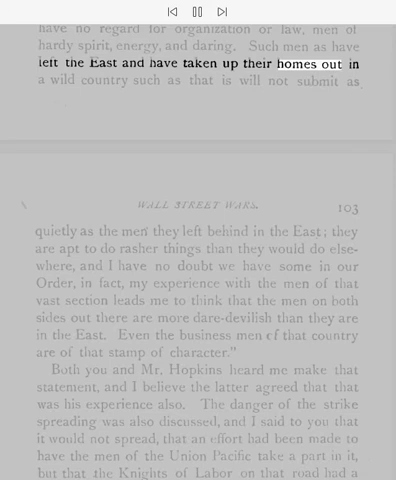 have no regard for organization or law, men of
hardy spirit, energy, and daring. Such men as have
left the East and have taken up their homes out in
a wild country such as that is will not submit as
WALL STREET WARS.
103
quietly as the men they left behind in the East; they
are apt to do rasher things than they would do else-
where, and I have no doubt we have some in our
Order, in fact, my experience with the men of that
vast section leads me to think that the men on both
sides out there are more dare-devilish than they are
in the East. Even the business men of that country
are of that stamp of character."
Both you and Mr. Hopkins heard me make that
statement, and I believe the latter agreed that that
was his experience also. The danger of the strike
spreading was also discussed, and I said to you that
it would not spread, that an effort had been made to
have the men of the Union Pacific take a part in it,
but that the Knights of Labor on that road had a